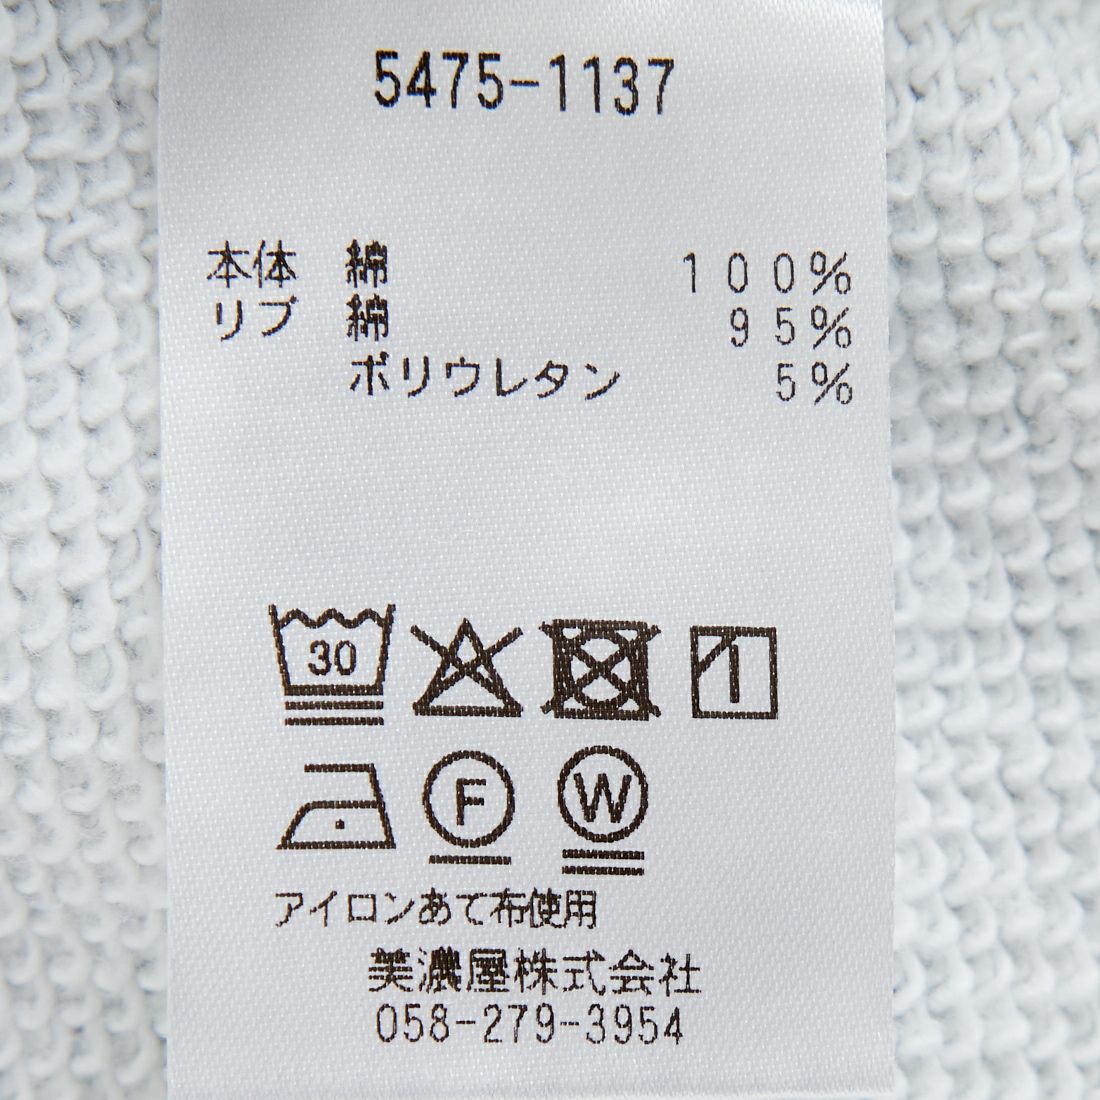 5475-1137
本体 綿 100%
リブ 綿 95%
ポリウレタン 5%
30
F W
アイロンあて布使用
美濃屋株式会社
058-279-3954